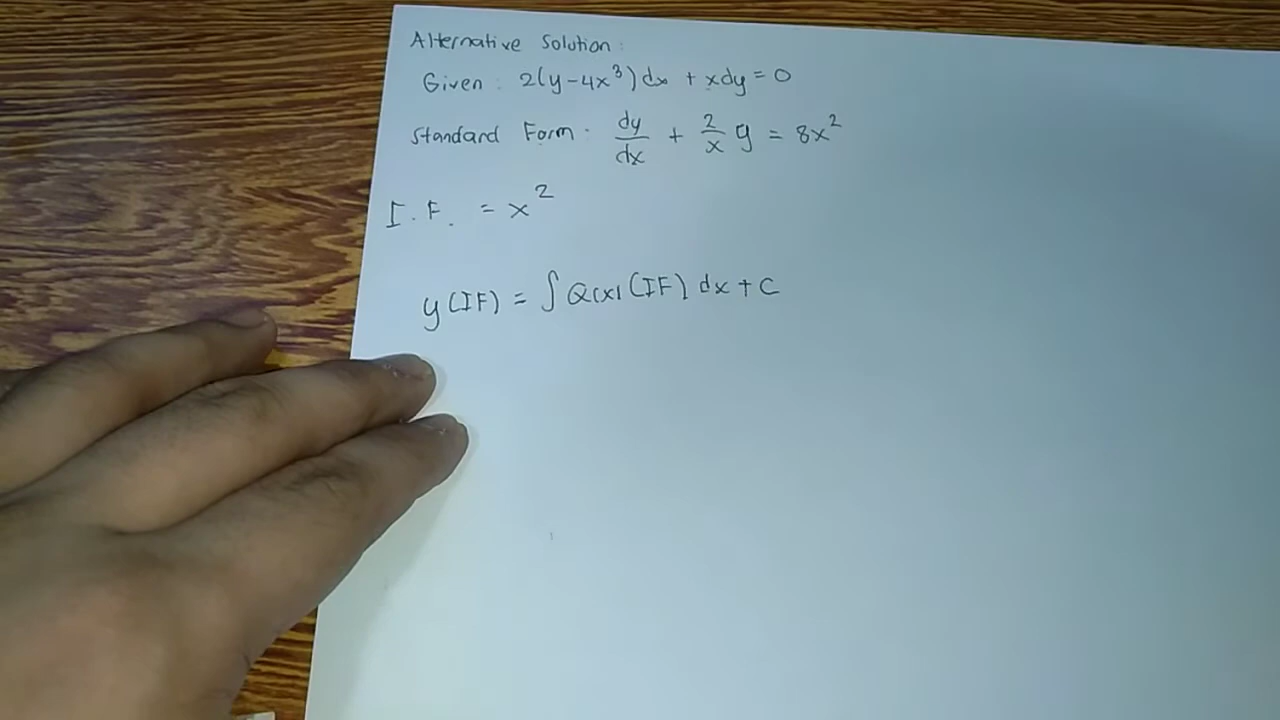 Alternative Solution:
Given: 2(y-4x³)dx + xdy = 0
Standard Form: dy/dx + 2/x y = 8x²
I.F. = x²
y(IF) = ∫Q(x)(IF) dx + C